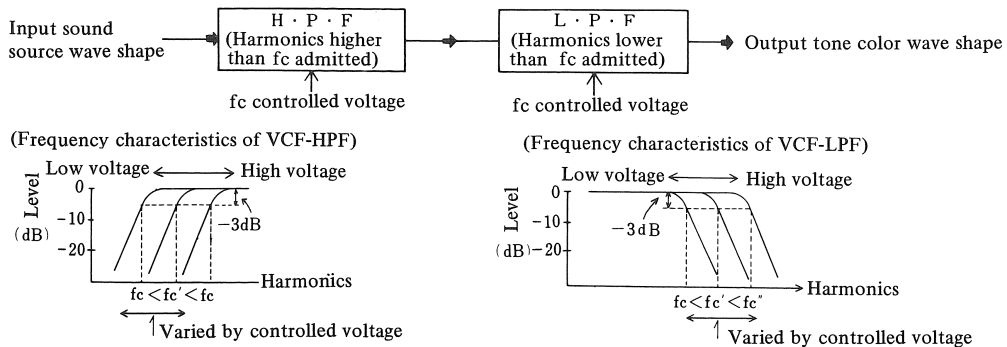 Input sound
source wave shape
H · P · F
(Harmonics higher
than fc admitted)
L · P · F
(Harmonics lower
than fc admitted)
Output tone color wave shape
fc controlled voltage
fc controlled voltage
(Frequency characteristics of VCF-HPF)
Low voltage
High voltage
Level
(dB)
0
-10
-20
-3dB
Harmonics
fc < fc' < fc
Varied by controlled voltage
(Frequency characteristics of VCF-LPF)
Low voltage
High voltage
Level
(dB)
0
-10
-20
-3dB
Harmonics
fc < fc' < fc"
Varied by controlled voltage